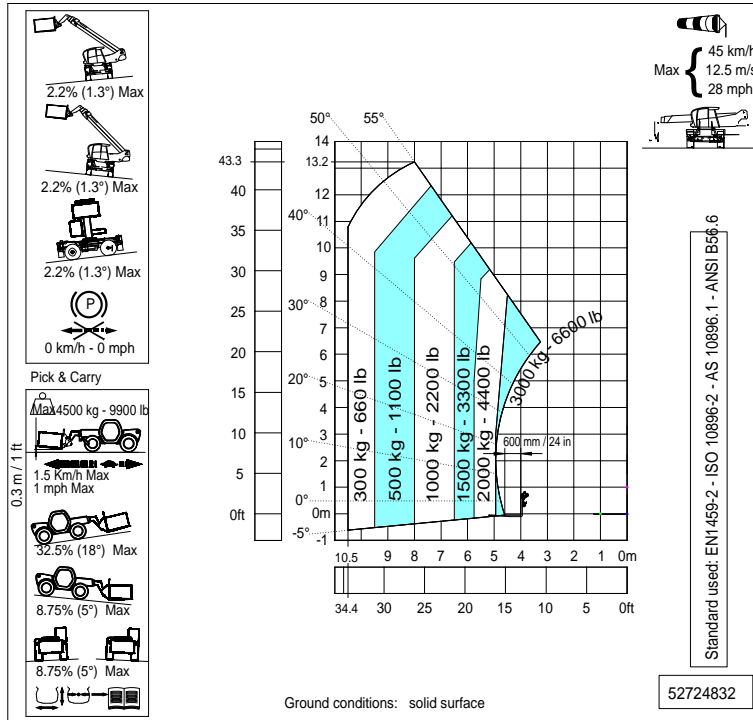 2.2% (1.3°) Max
2.2% (1.3°) Max
2.2% (1.3°) Max
P
0 km/h - 0 mph
Pick & Carry
Max4500 kg - 9900 lb
0.3 m / 1 ft
1.5 Km/h Max
1 mph Max
32.5% (18°) Max
8.75% (5°) Max
8.75% (5°) Max
Max {
45 km/h
12.5 m/s
28 mph
50°
55°
40°
30°
20°
10°
0°
-5°
43.3
40
35
30
25
20
15
10
5
0ft
14
13.2
12
11
10
9
8
7
6
5
4
3
2
1
0m
-1
300 kg - 660 lb
500 kg - 1100 lb
1000 kg - 2200 lb
1500 kg - 3300 lb
2000 kg - 4400 lb
3000 kg - 6600 lb
600 mm / 24 in
10.5 9 8 7 6 5 4 3 2 1 0m
34.4 30 25 20 15 10 5 0ft
Standard used: EN1459-2 - ISO 10896-2 - AS 10896.1 - ANSI B56.6
52724832
Ground conditions: solid surface